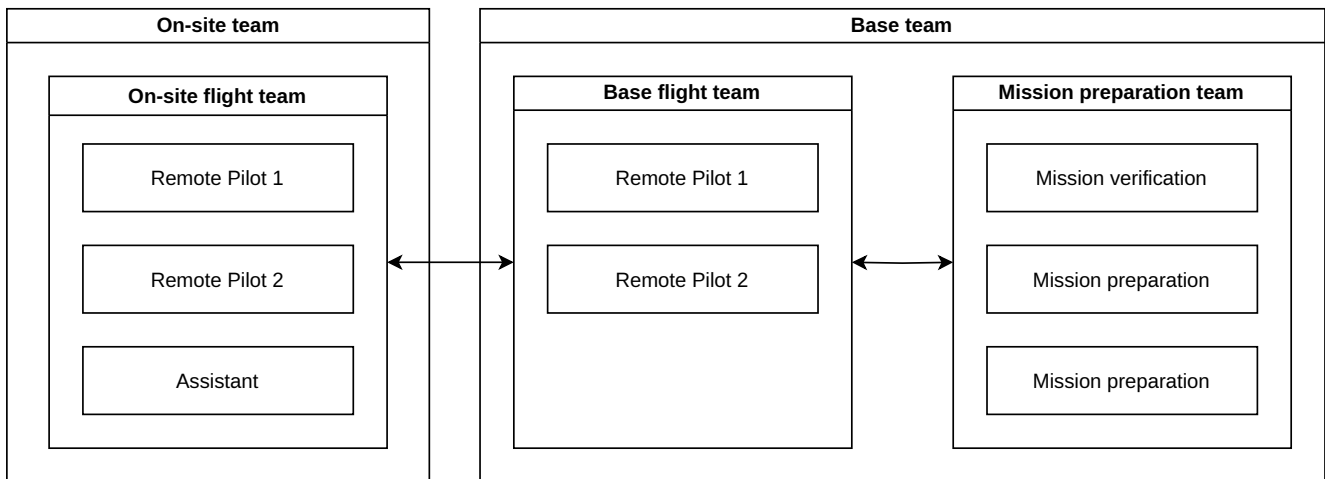 On-site team
On-site flight team
Remote Pilot 1
Remote Pilot 2
Assistant
Base team
Base flight team
Remote Pilot 1
Remote Pilot 2
Mission preparation team
Mission verification
Mission preparation
Mission preparation